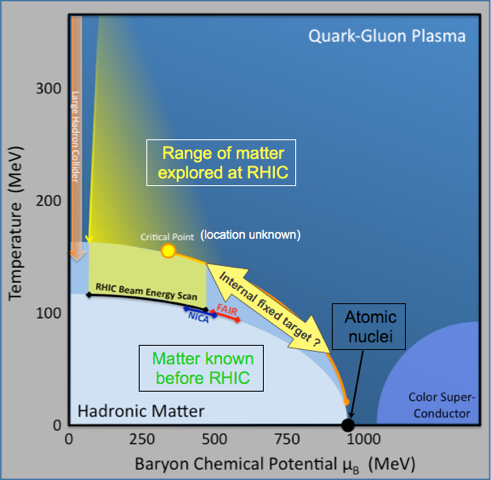 Quark-Gluon Plasma
300
200
100
0
Temperature (MeV)
Large Hadron Collider
Range of matter
explored at RHIC
Critical Point (location unknown)
RHIC Beam Energy Scan
NICA
FAIR
Internal fixed target ?
Atomic
nuclei
Matter known
before RHIC
Hadronic Matter
Color Super-
Conductor
0 250 500 750 1000
Baryon Chemical Potential μB (MeV)